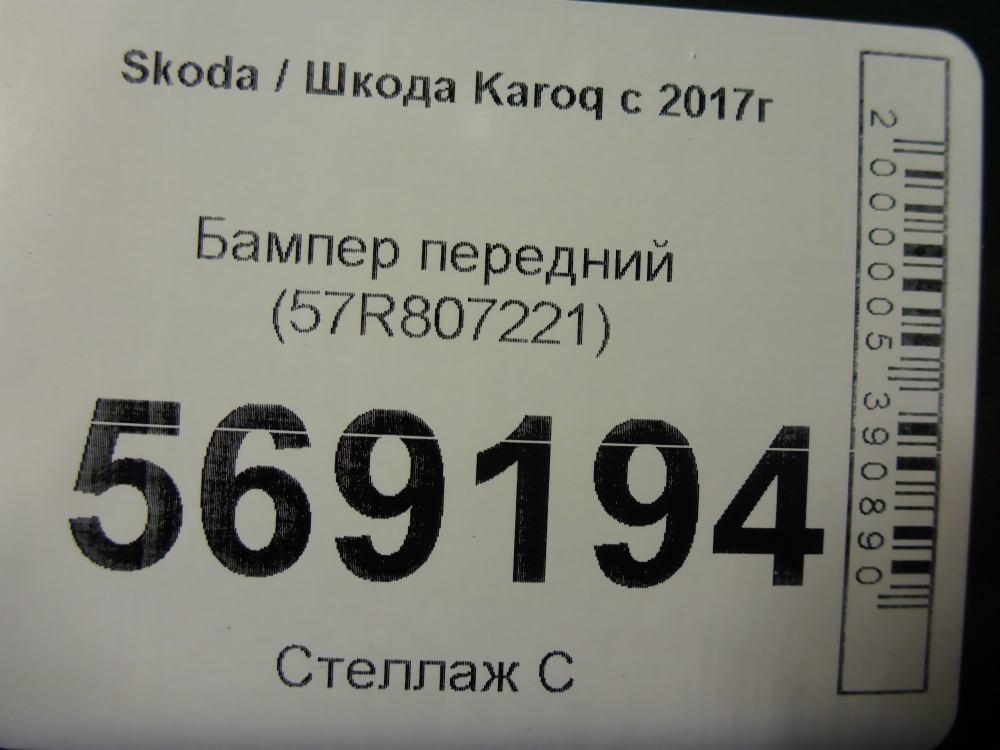 Skoda / Шкода Karoq с 2017г
Бампер передний
(57R807221)
569194
Стеллаж С
2000005390890